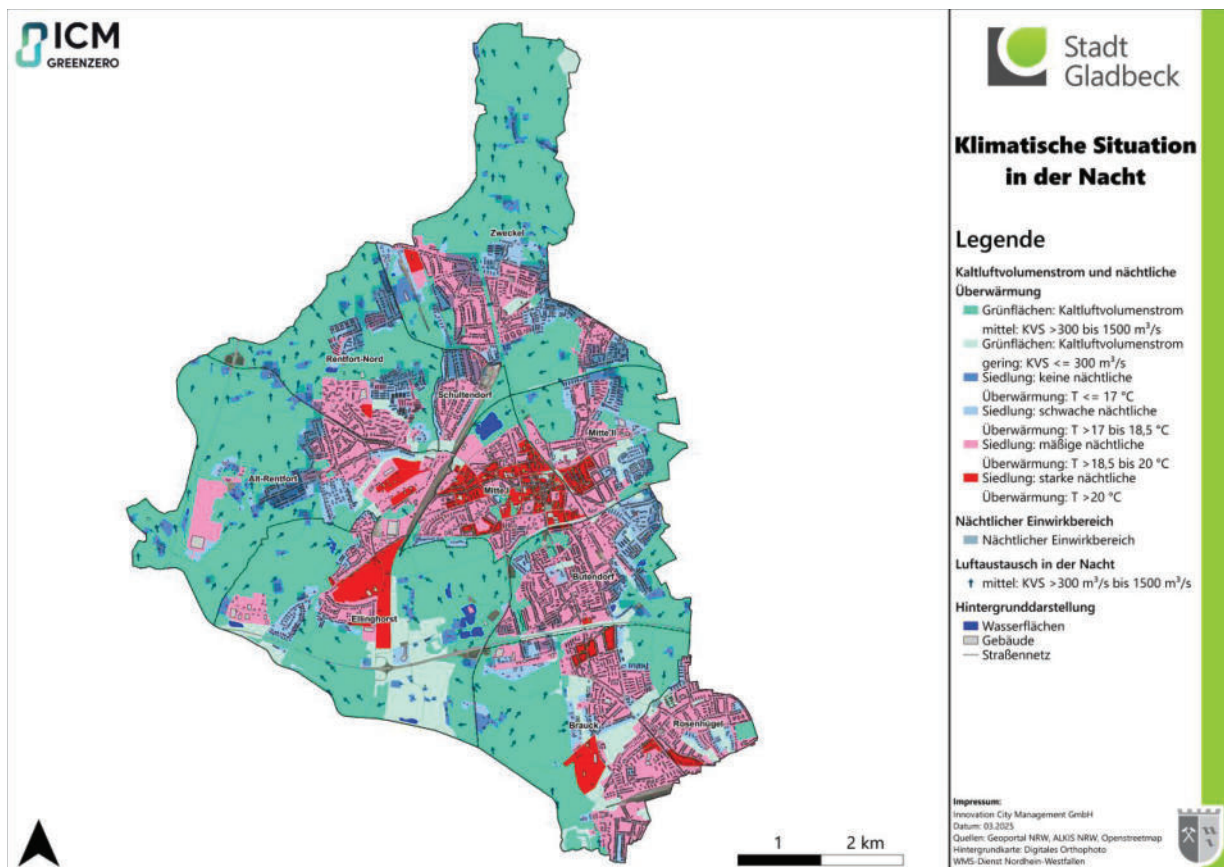 ICM
GREENZERO
Stadt
Gladbeck
Klimatische Situation
in der Nacht
Legende
Kaltluftvolumenstrom und nächtliche
Überwärmung
Grünflächen: Kaltluftvolumenstrom
mittel: KVS >300 bis 1500 m³/s
Grünflächen: Kaltluftvolumenstrom
gering: KVS <= 300 m³/s
Siedlung: keine nächtliche
Überwärmung: T <= 17 °C
Siedlung: schwache nächtliche
Überwärmung: T >17 bis 18,5 °C
Siedlung: mäßige nächtliche
Überwärmung: T >18,5 bis 20 °C
Siedlung: starke nächtliche
Überwärmung: T >20 °C
Nächtlicher Einwirkbereich
Nächtlicher Einwirkbereich
Luftaustausch in der Nacht
mittel: KVS >300 m³/s bis 1500 m³/s
Hintergrunddarstellung
Wasserflächen
Gebäude
Straßennetz
Zweckel
Rentfort-Nord
Schultendorf
Mitte II
Alt-Rentfort
Mitte I
Butendorf
Ellinghorst
Brauck
Rosenhügel
1 2 km
Impressum:
Innovation City Management GmbH
Datum: 03.2025
Quellen: Geoportal NRW, ALKIS NRW, Openstreetmap
Hintergrundkarte: Digitales Orthophoto
WMS-Dienst Nordhein-Westfalen